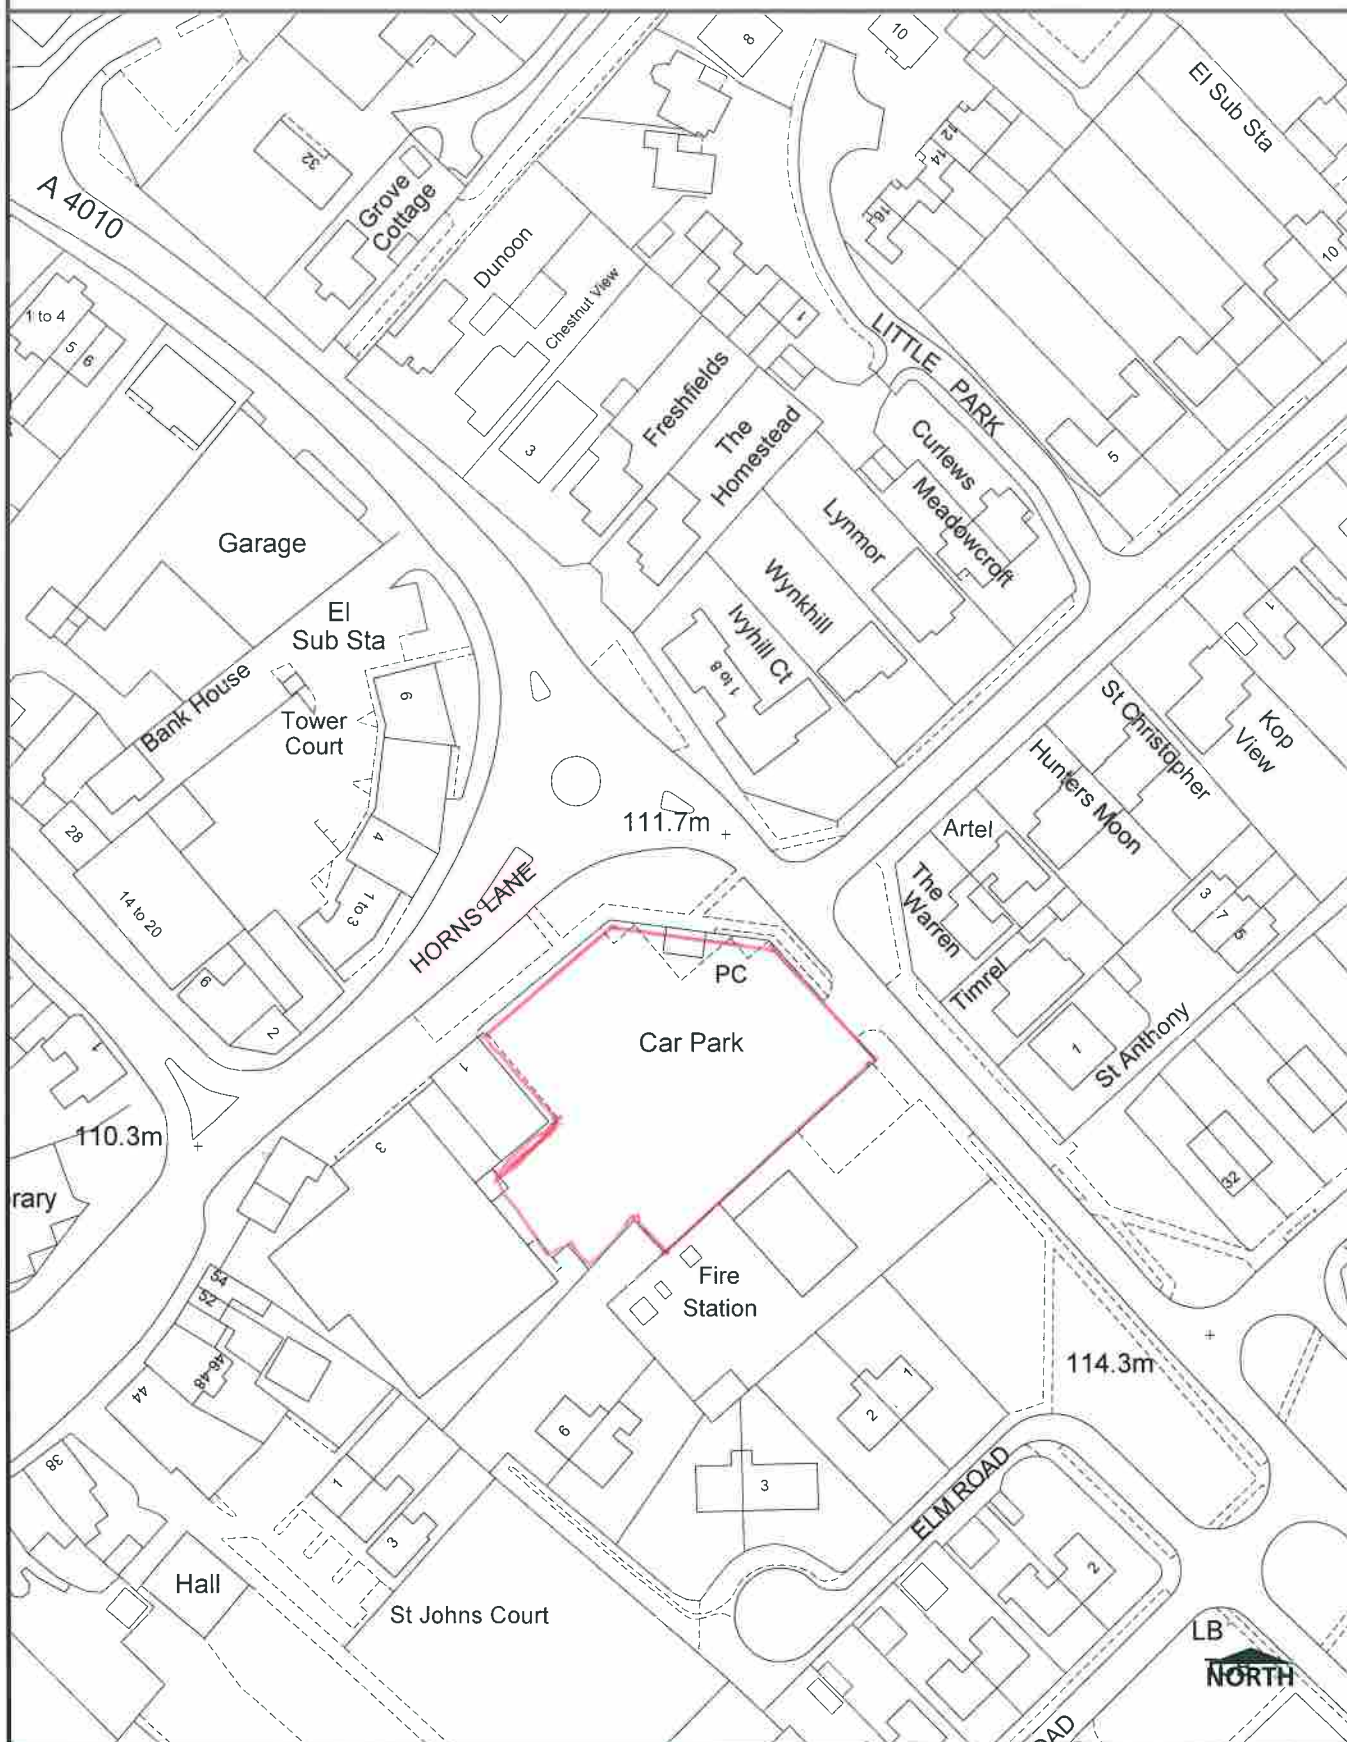 8
10
El Sub Sta
12
14
16
32
A 4010
Grove
Cottage
Dunoon
Chestnut View
10
1 to 4
5
6
1
LITTLE PARK
Freshfields
The
Homestead
3
Curlews
Meadowcroft
5
Lynmor
Garage
Wynkhill
El
Sub Sta
Ivyhill Ct
1 to 8
1
Bank House
Tower
Court
6
St Christopher
Kop
View
Hunters Moon
111.7m
Artel
28
4
The
Warren
14 to 20
1 to 3
HORNS LANE
3
7
5
PC
Timrel
6
2
Car Park
1
St Anthony
1
1
110.3m
3
32
rary
Fire
Station
54
52
46-48
44
114.3m
1
2
6
38
3
ELM ROAD
1
3
2
Hall
St Johns Court
LB
NORTH
OAD